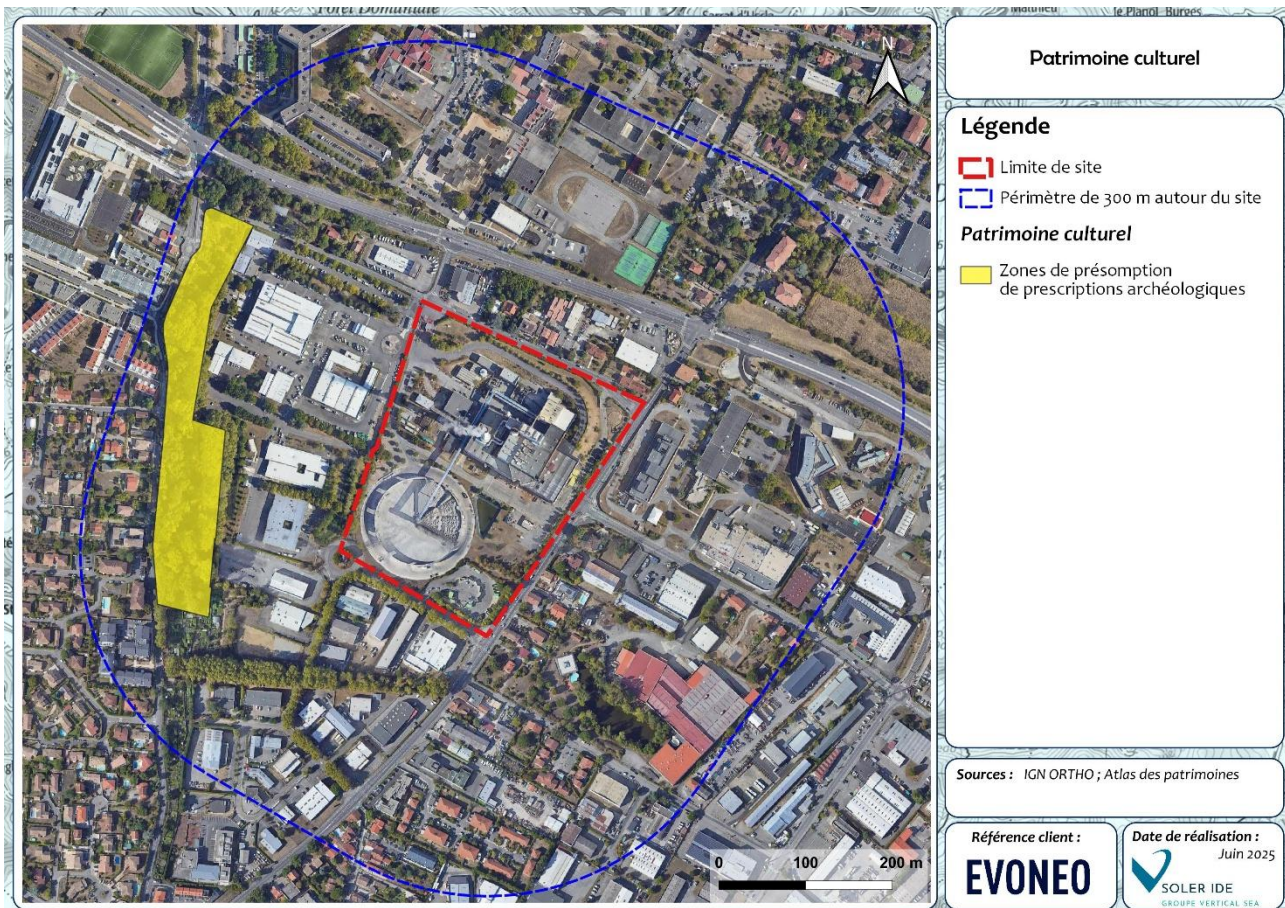 Patrimoine culturel
Légende
Limite de site
Périmètre de 300 m autour du site
Patrimoine culturel
Zones de présomption
de prescriptions archéologiques
N
0 100 200 m
Sources : IGN ORTHO ; Atlas des patrimoines
Référence client :
EVONEO
Date de réalisation :
Juin 2025
SOLER IDE
GROUPE VERTICAL SEA